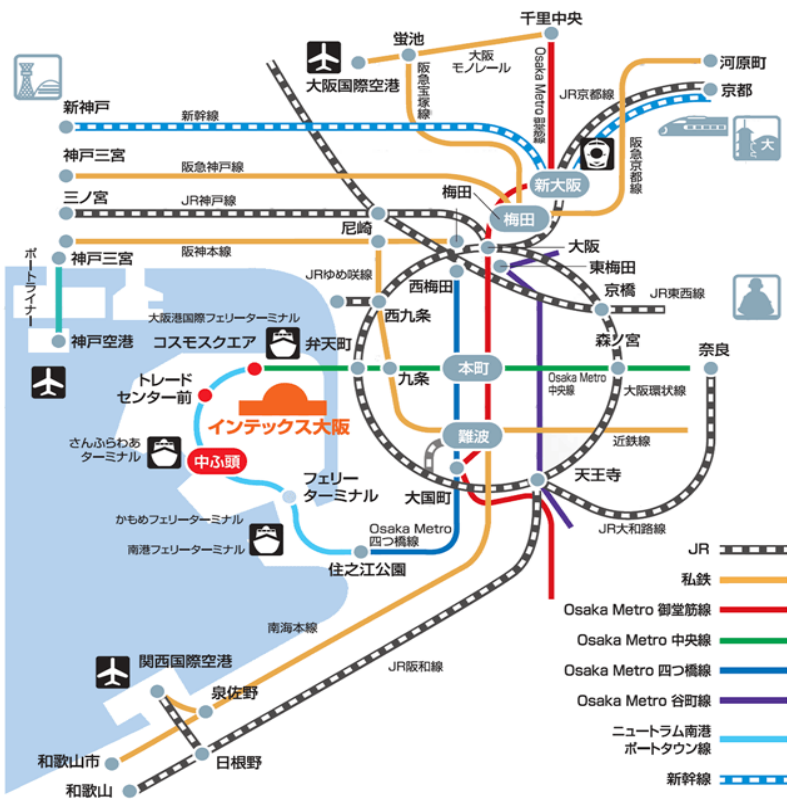 千里中央
蛍池
大阪
モノレール
大阪国際空港
阪急宝塚線
Osaka Metro 御堂筋線
河原町
JR京都線
京都
新神戸
新幹線
大
阪急京都線
神戸三宮
阪急神戸線
新大阪
三ノ宮
JR神戸線
梅田
梅田
尼崎
大阪
阪神本線
東梅田
神戸三宮
ポートライナー
JRゆめ咲線
西梅田
京橋
JR東西線
大阪港国際フェリーターミナル
西九条
コスモスクエア
弁天町
森ノ宮
奈良
神戸空港
トレード
センター前
九条
本町
Osaka Metro
中央線
大阪環状線
インテックス大阪
難波
近鉄線
さんふらわあ
ターミナル
中ふ頭
フェリー
ターミナル
大国町
天王寺
かもめフェリーターミナル
南港フェリーターミナル
Osaka Metro
四つ橋線
JR大和路線
住之江公園
JR
私鉄
Osaka Metro 御堂筋線
南海本線
Osaka Metro 中央線
関西国際空港
JR阪和線
Osaka Metro 四つ橋線
泉佐野
Osaka Metro 谷町線
ニュートラム南港
ポートタウン線
和歌山市
日根野
新幹線
和歌山